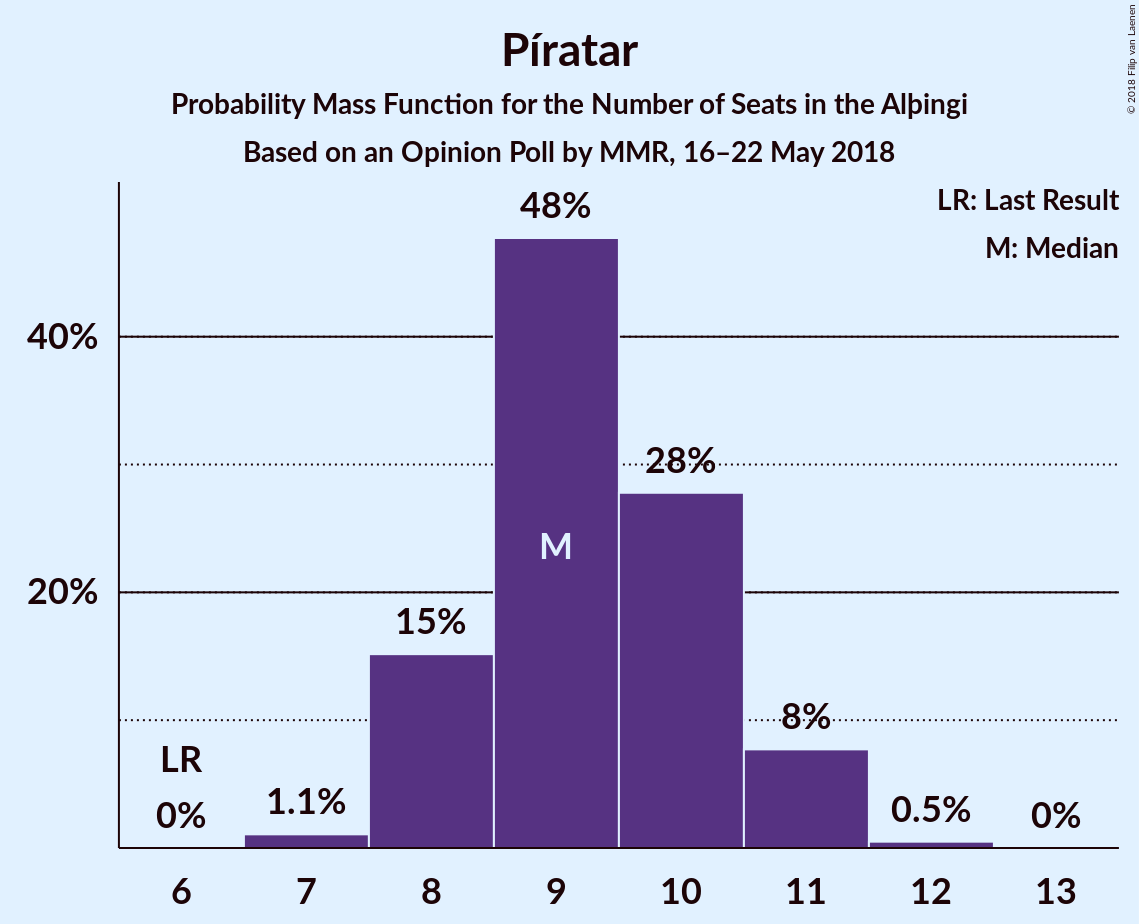 Píratar
Probability Mass Function for the Number of Seats in the Alþingi
Based on an Opinion Poll by MMR, 16–22 May 2018
© 2018 Filip van Laenen
LR: Last Result
M: Median
48%
40%
28%
M
20%
15%
8%
LR
0%
1.1%
0.5%
0%
6 7 8 9 10 11 12 13